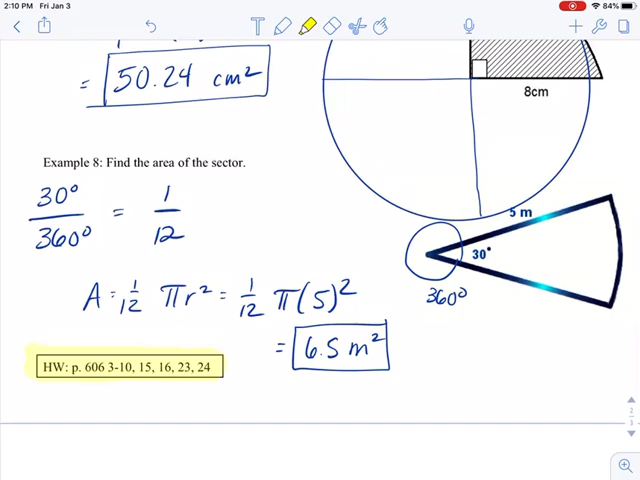 2:10 PM Fri Jan 3
84%
= 50.24 cm²
8cm
Example 8: Find the area of the sector.
30° / 360° = 1/12
5 m
30°
360°
A = 1/12 πr² = 1/12 π(5)²
= 6.5 m²
HW: p. 606 3-10, 15, 16, 23, 24
2/3